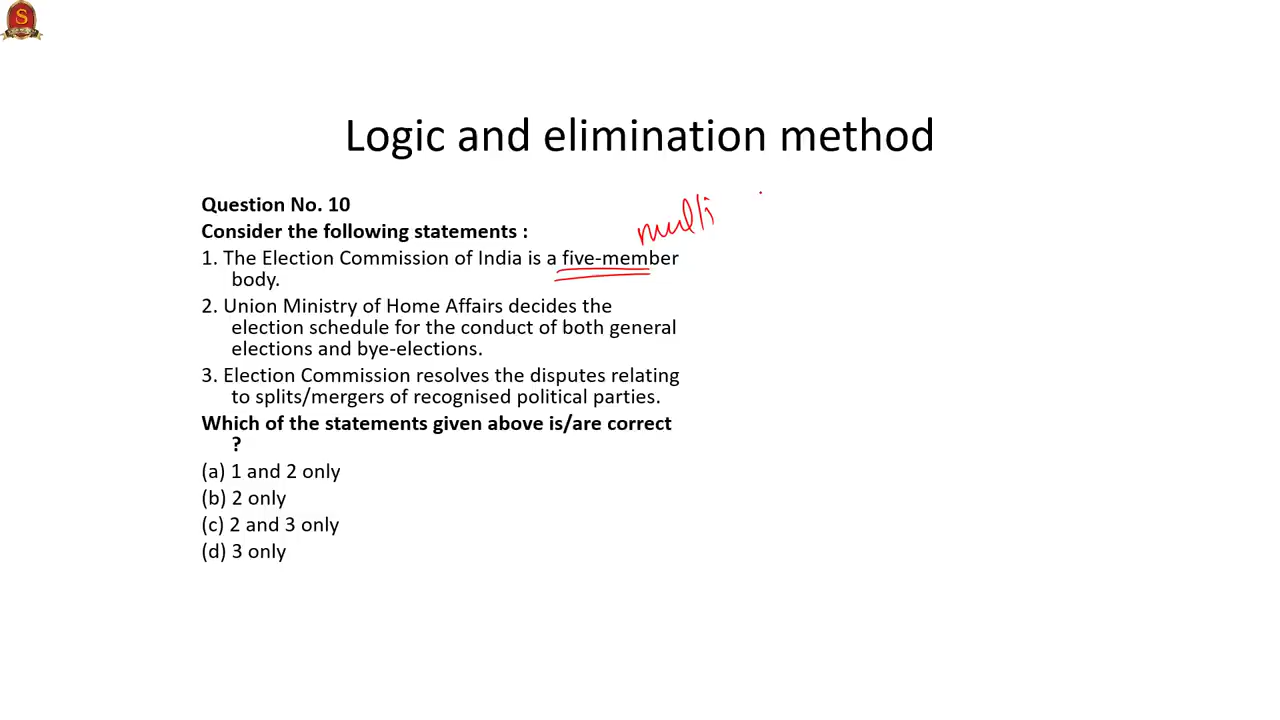 S
Logic and elimination method
Question No. 10
multi
Consider the following statements :
1. The Election Commission of India is a five-member
body.
2. Union Ministry of Home Affairs decides the
election schedule for the conduct of both general
elections and bye-elections.
3. Election Commission resolves the disputes relating
to splits/mergers of recognised political parties.
Which of the statements given above is/are correct
?
(a) 1 and 2 only
(b) 2 only
(c) 2 and 3 only
(d) 3 only